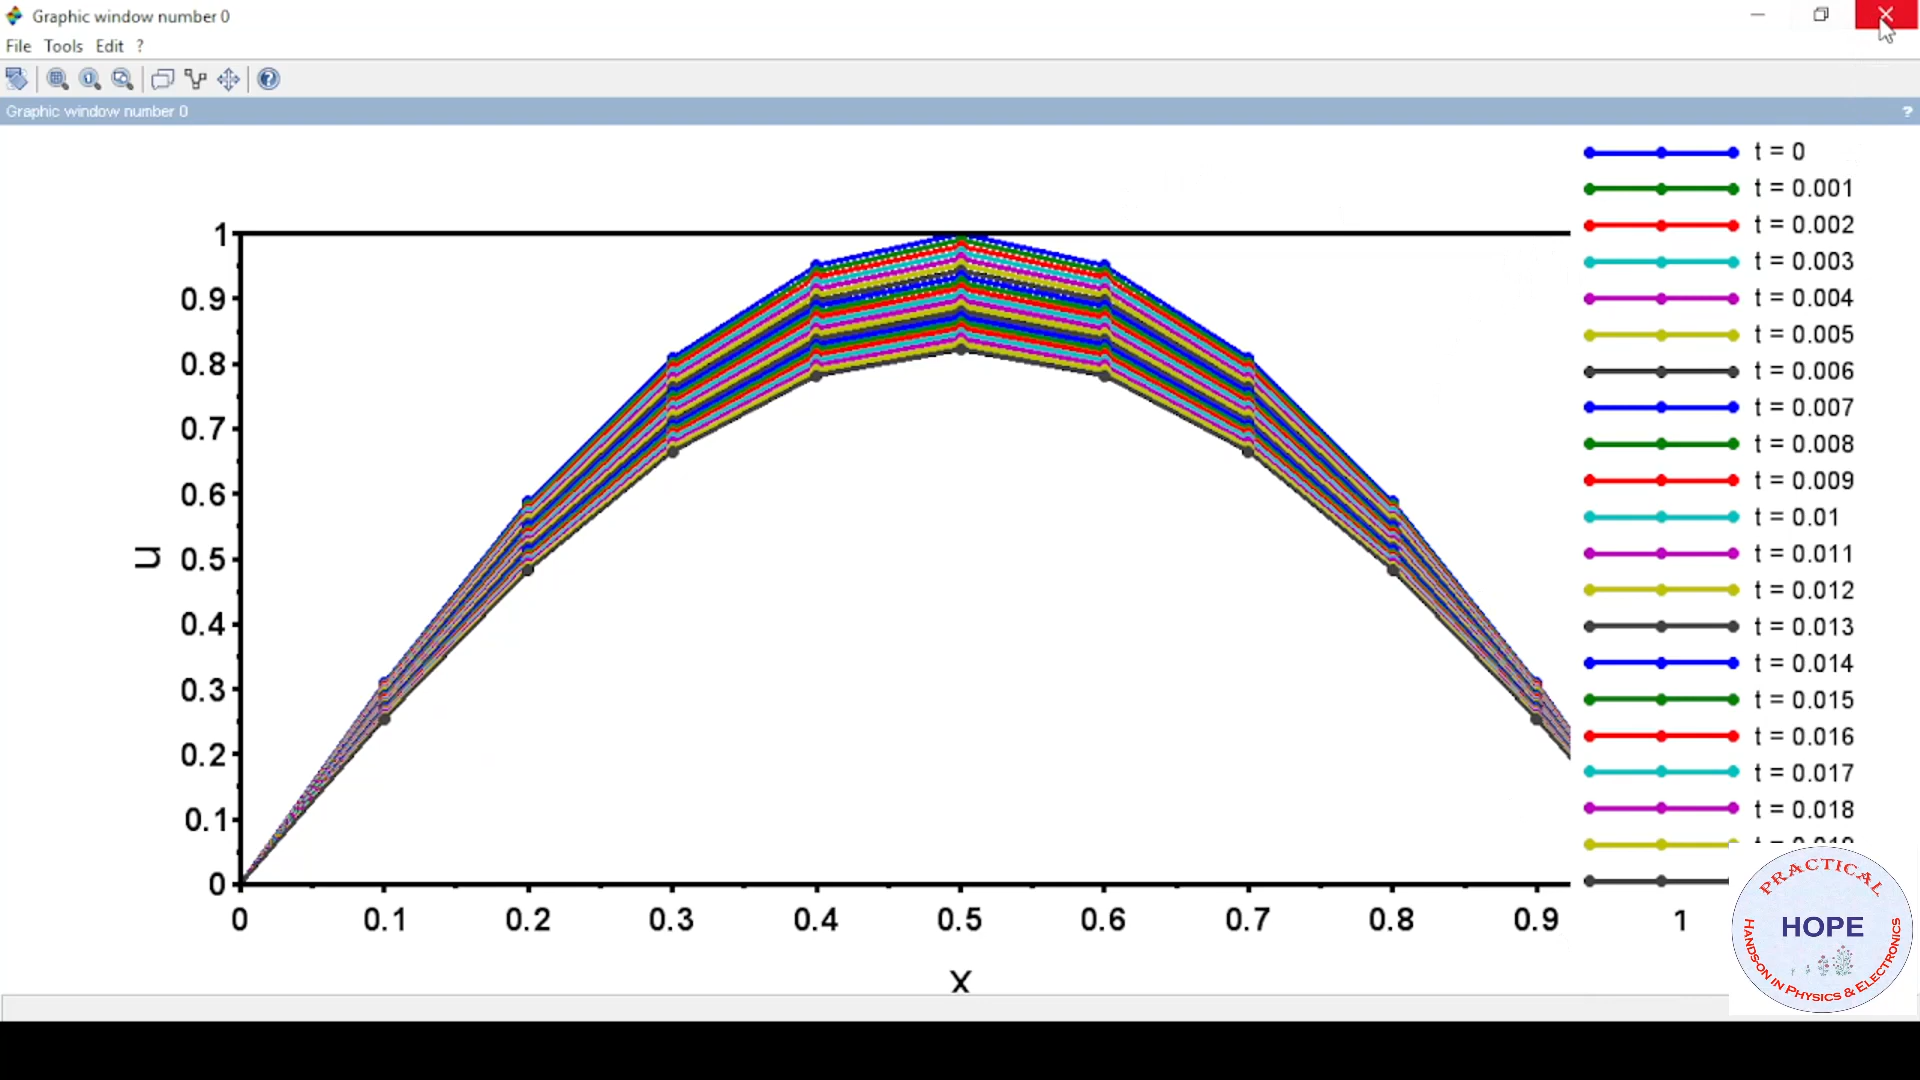 Graphic window number 0
File Tools Edit ?
Graphic window number 0
?
t = 0
t = 0.001
t = 0.002
t = 0.003
t = 0.004
t = 0.005
t = 0.006
t = 0.007
t = 0.008
t = 0.009
t = 0.01
t = 0.011
t = 0.012
t = 0.013
t = 0.014
t = 0.015
t = 0.016
t = 0.017
t = 0.018
1
0.9
0.8
0.7
0.6
0.5
0.4
0.3
0.2
0.1
0
u
0 0.1 0.2 0.3 0.4 0.5 0.6 0.7 0.8 0.9 1
x
PRACTICAL
HOPE
HANDS-ON IN PHYSICS & ELECTRONICS